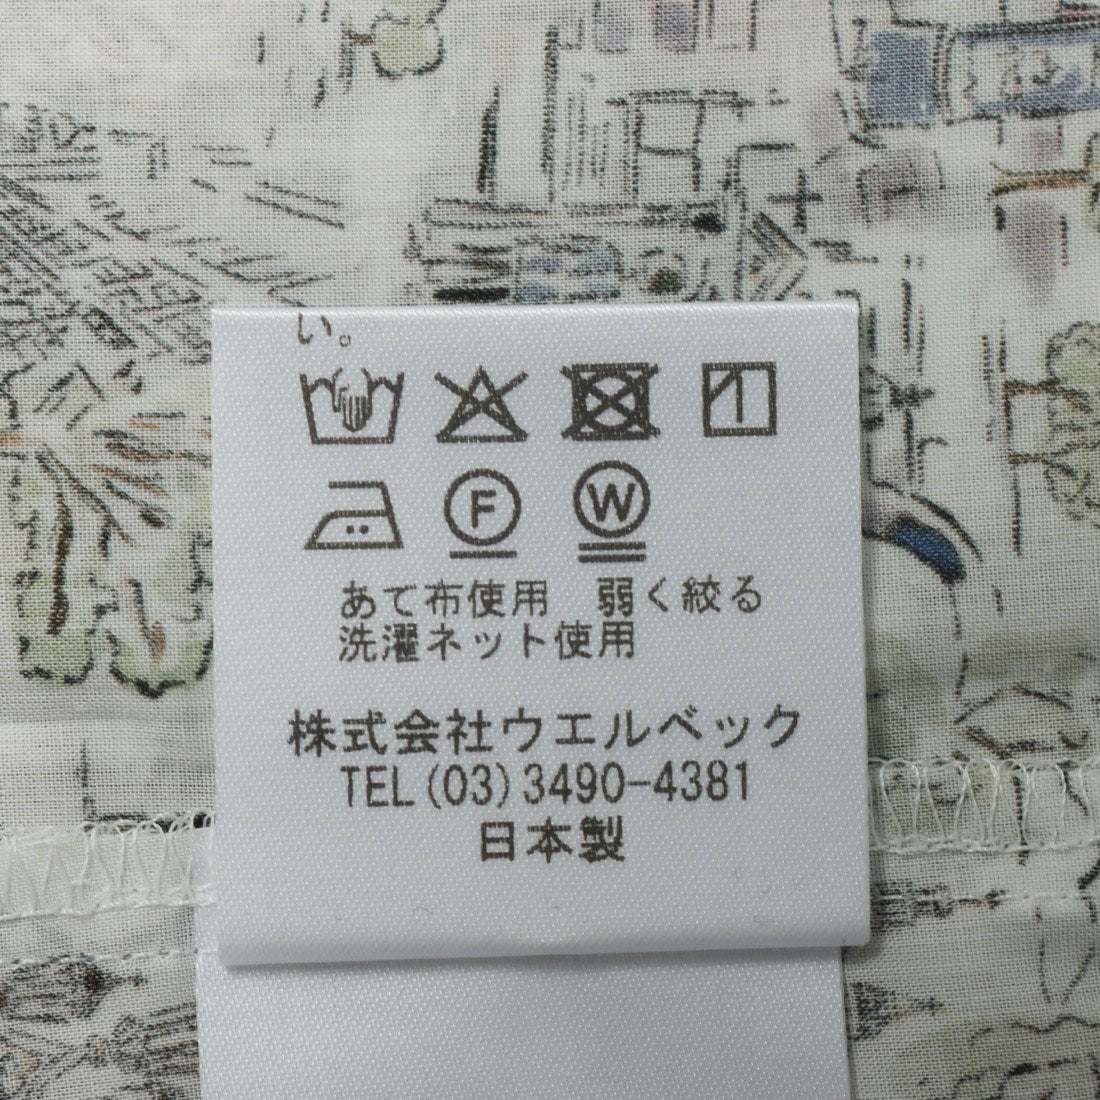 い。
F W
あて布使用　弱く絞る
洗濯ネット使用
株式会社ウエルベック
TEL(03)3490-4381
日本製